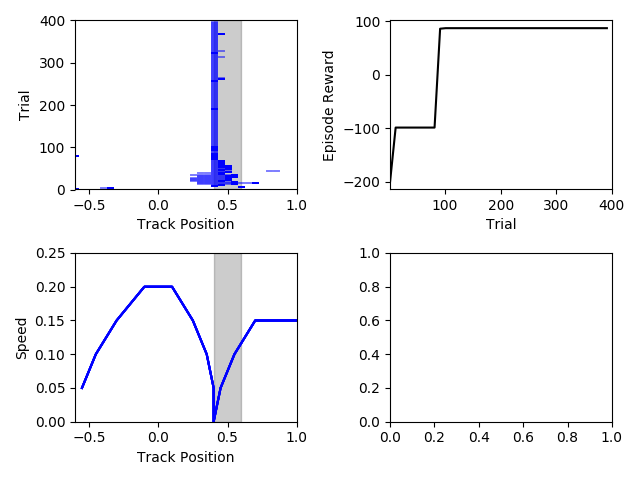 400
300
200
100
0
Trial
−0.5 0.0 0.5 1.0
Track Position
100
0
−100
−200
Episode Reward
100 200 300 400
Trial
0.25
0.20
0.15
0.10
0.05
0.00
Speed
−0.5 0.0 0.5 1.0
Track Position
1.0
0.8
0.6
0.4
0.2
0.0
0.0 0.2 0.4 0.6 0.8 1.0